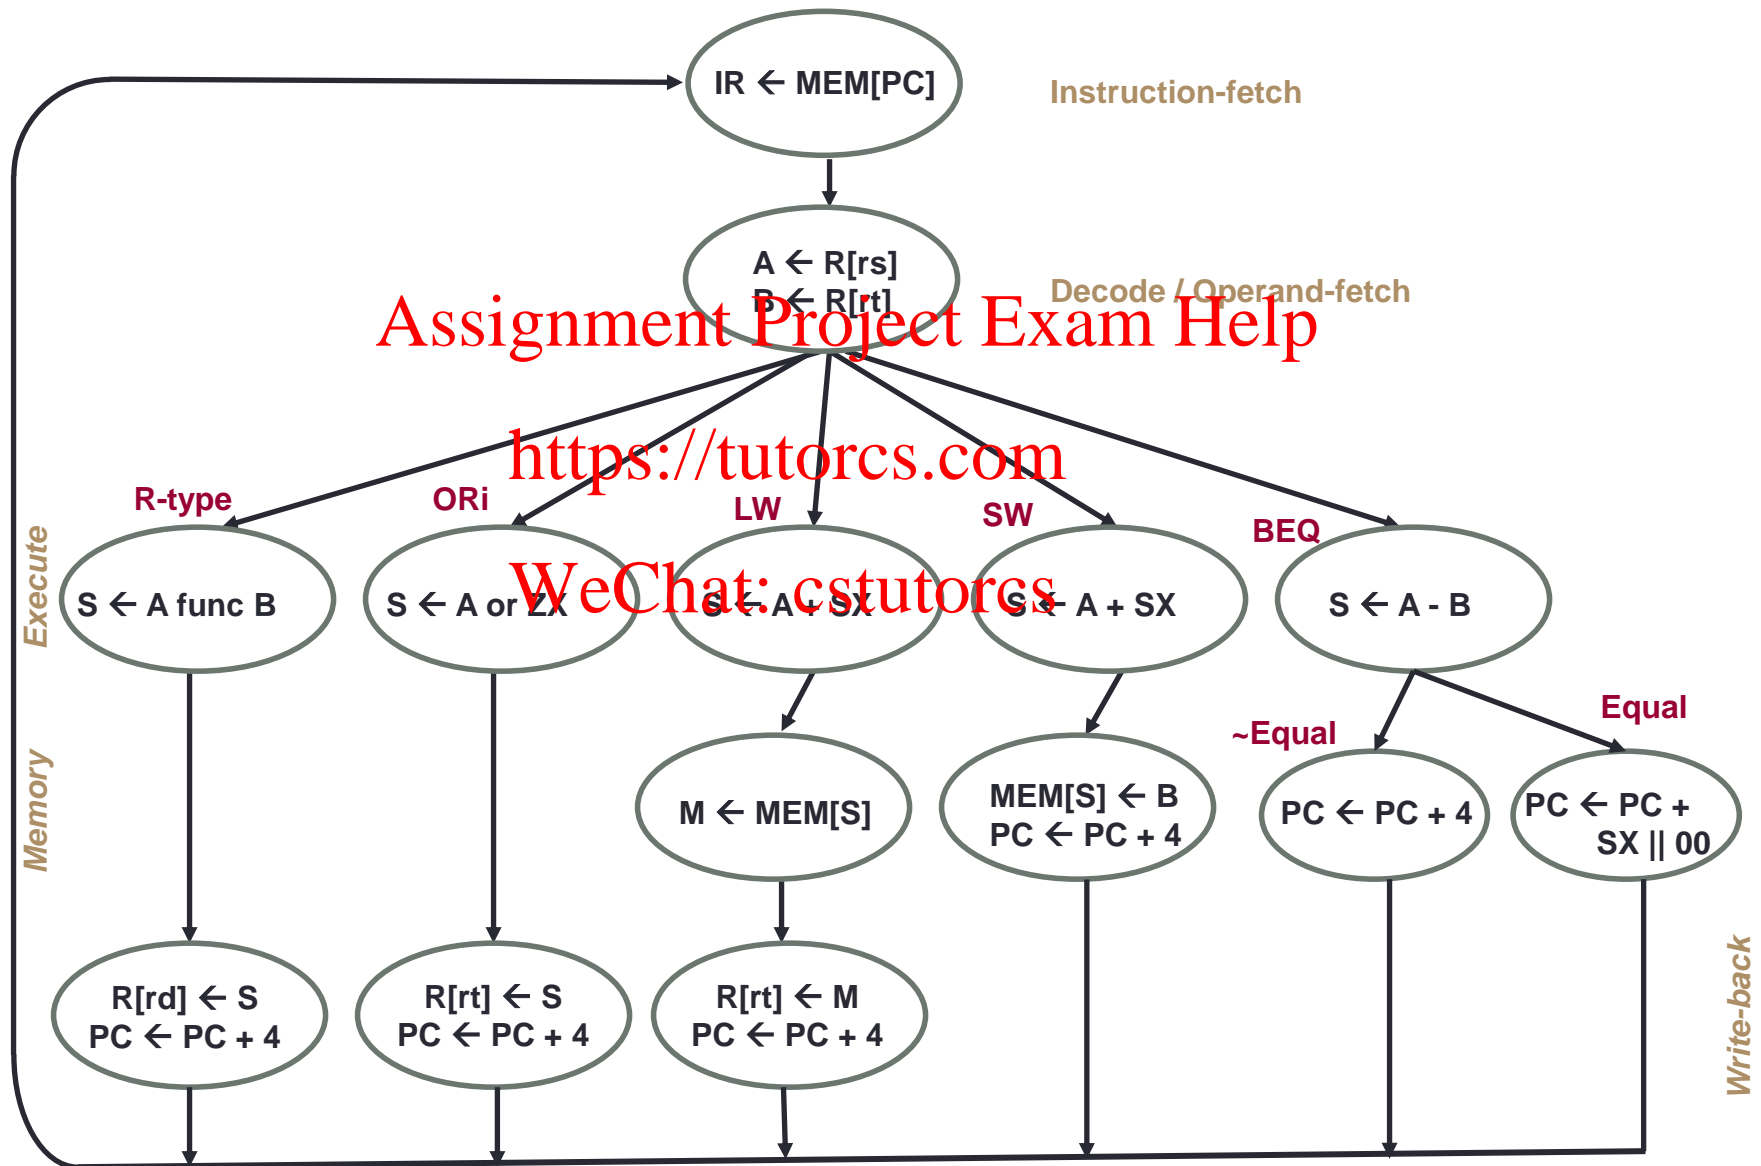 IR ← MEM[PC]
Instruction-fetch
A ← R[rs]
B ← R[rt]
Decode / Operand-fetch
Assignment Project Exam Help
https://tutorcs.com
R-type
ORi
LW
SW
BEQ
Execute
S ← A func B
S ← A or ZX
S ← A + SX
S ← A + SX
S ← A - B
WeChat: cstutorcs
~Equal
Equal
Memory
M ← MEM[S]
MEM[S] ← B
PC ← PC + 4
PC ← PC + 4
PC ← PC +
SX || 00
R[rd] ← S
PC ← PC + 4
R[rt] ← S
PC ← PC + 4
R[rt] ← M
PC ← PC + 4
Write-back